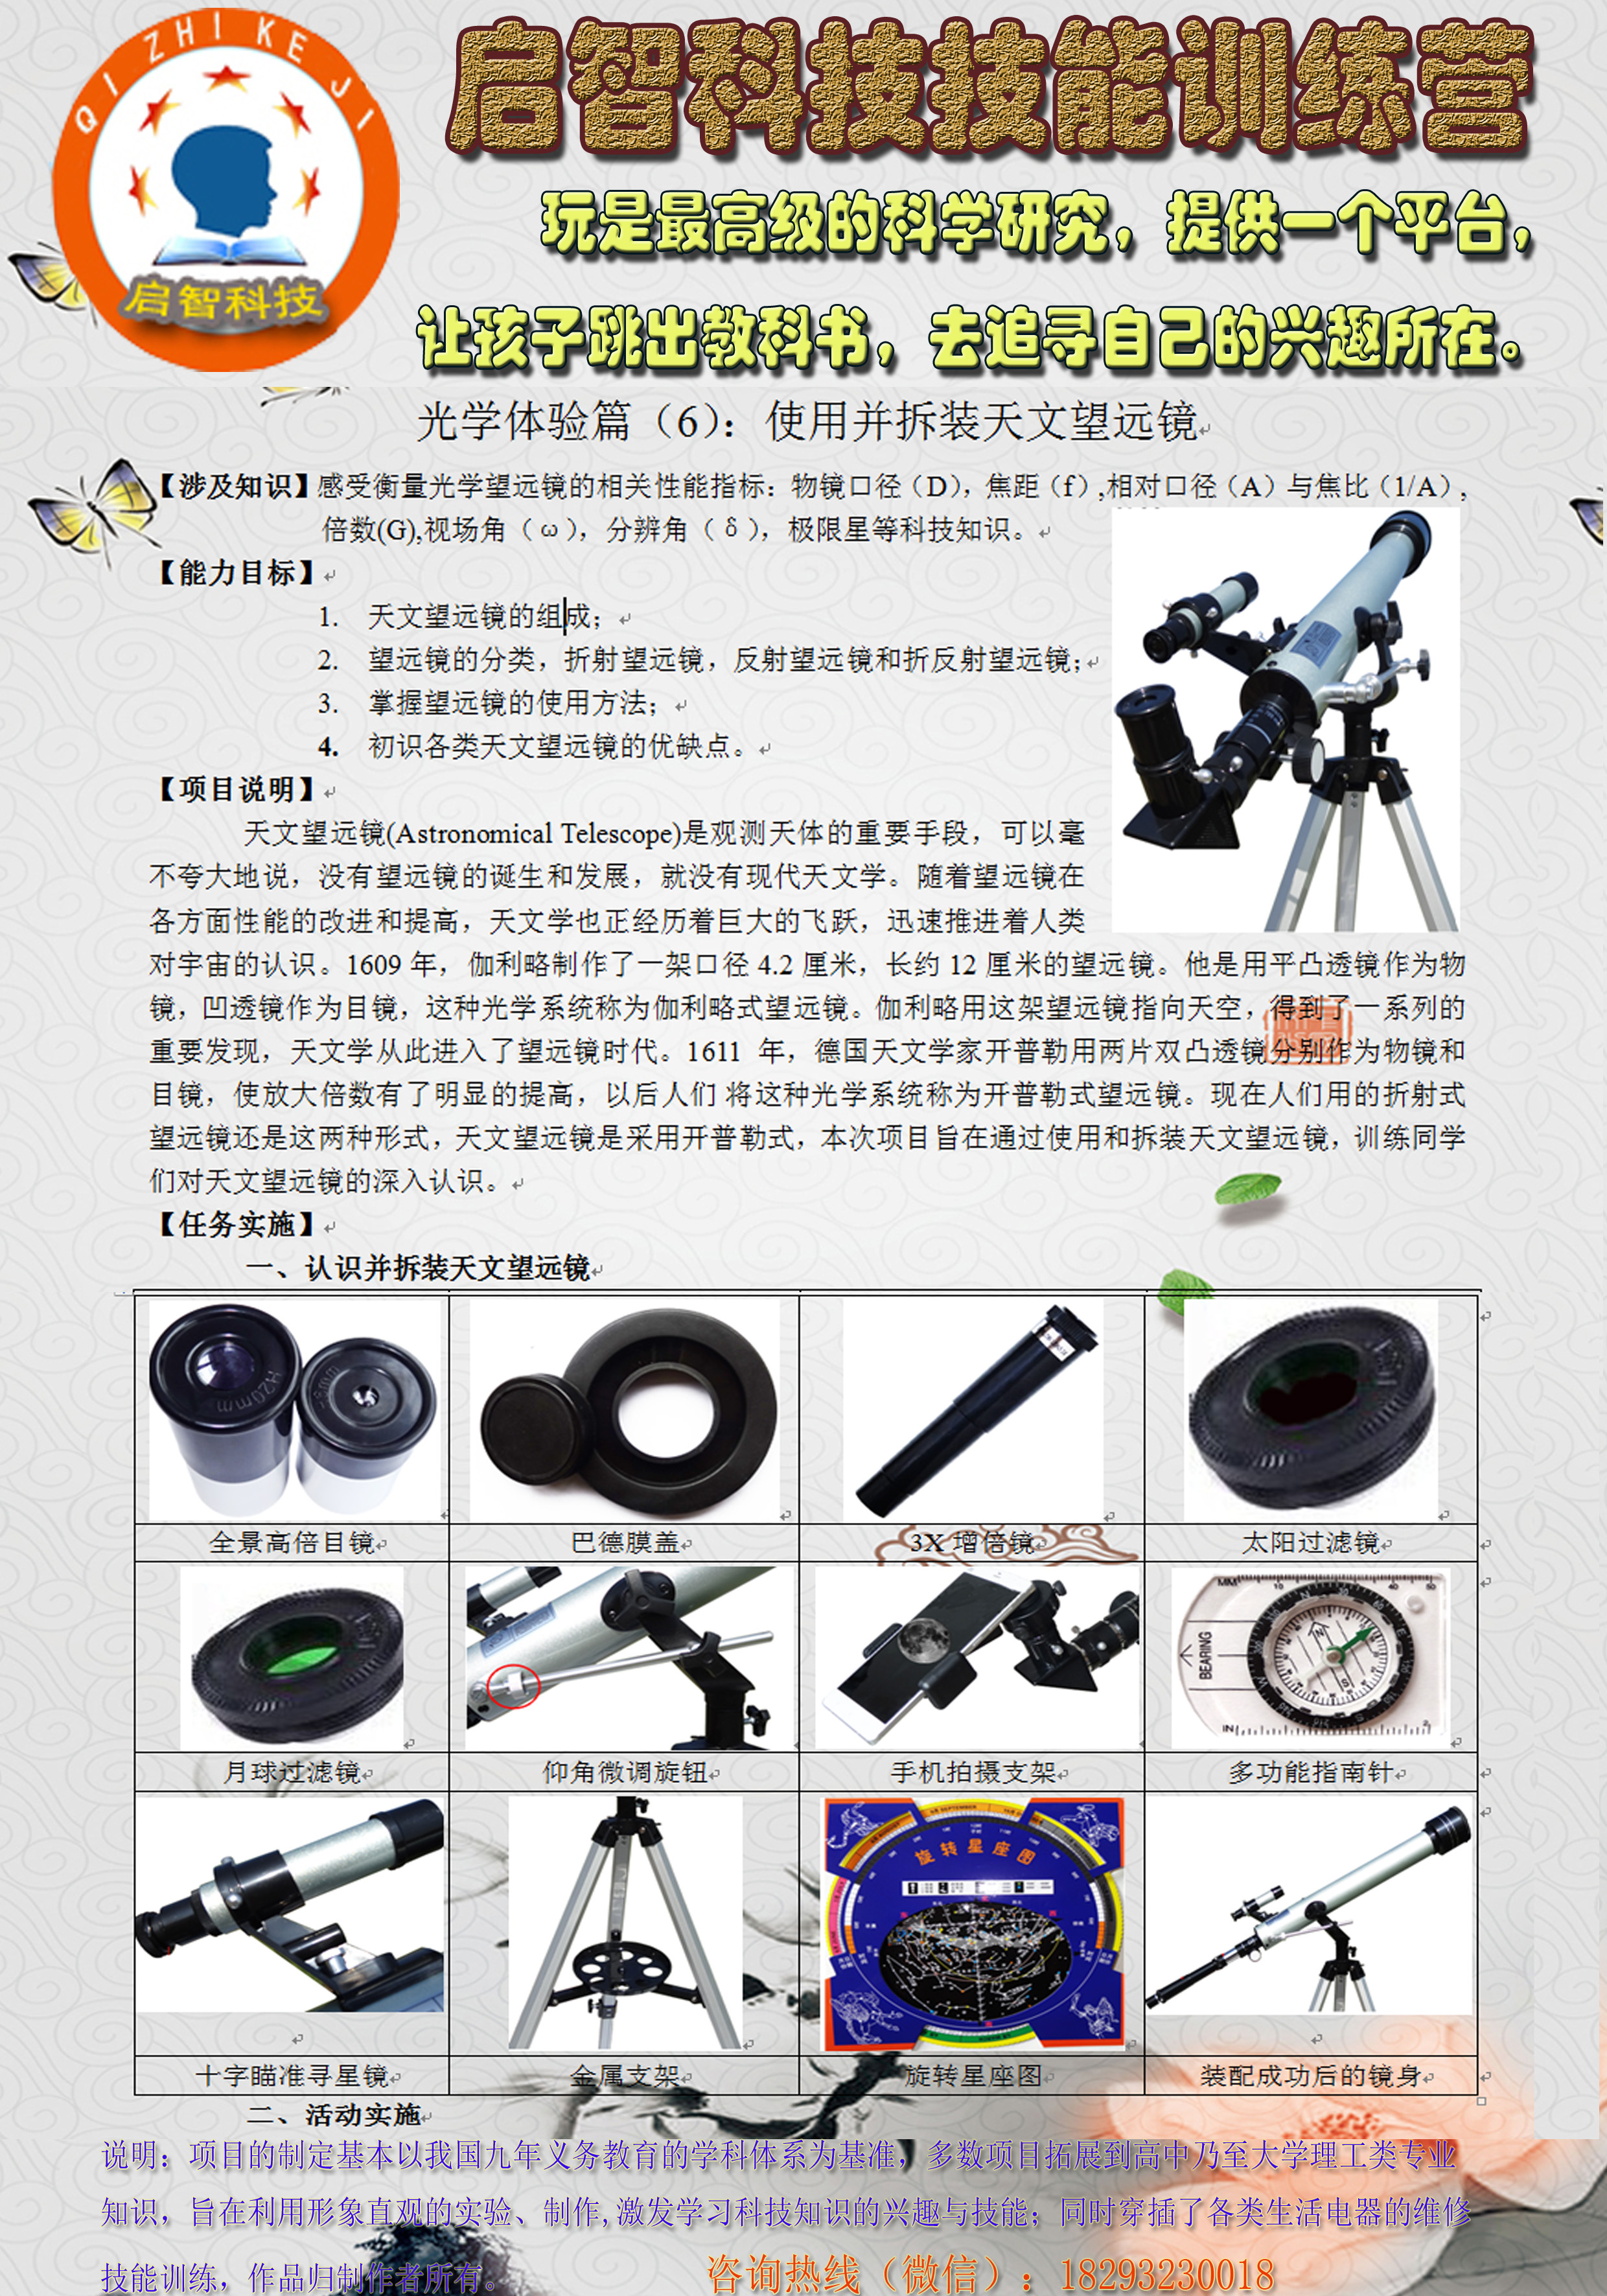 QI ZHI KE JI
启智科技
启智科技技能训练营
玩是最高级的科学研究，提供一个平台，
让孩子跳出教科书，去追寻自己的兴趣所在。
光学体验篇（6）：使用并拆装天文望远镜
【涉及知识】感受衡量光学望远镜的相关性能指标：物镜口径（D），焦距（f）,相对口径（A）与焦比（1/A），
倍数(G),视场角（ω），分辨角（δ），极限星等科技知识。
【能力目标】
1. 天文望远镜的组成；
2. 望远镜的分类，折射望远镜，反射望远镜和折反射望远镜；
3. 掌握望远镜的使用方法；
4. 初识各类天文望远镜的优缺点。
【项目说明】
天文望远镜(Astronomical Telescope)是观测天体的重要手段，可以毫
不夸大地说，没有望远镜的诞生和发展，就没有现代天文学。随着望远镜在
各方面性能的改进和提高，天文学也正经历着巨大的飞跃，迅速推进着人类
对宇宙的认识。1609 年，伽利略制作了一架口径 4.2 厘米，长约 12 厘米的望远镜。他是用平凸透镜作为物
镜，凹透镜作为目镜，这种光学系统称为伽利略式望远镜。伽利略用这架望远镜指向天空，得到了一系列的
重要发现，天文学从此进入了望远镜时代。1611 年，德国天文学家开普勒用两片双凸透镜分别作为物镜和
目镜，使放大倍数有了明显的提高，以后人们 将这种光学系统称为开普勒式望远镜。现在人们用的折射式
望远镜还是这两种形式，天文望远镜是采用开普勒式，本次项目旨在通过使用和拆装天文望远镜，训练同学
们对天文望远镜的深入认识。
【任务实施】
一、认识并拆装天文望远镜
全景高倍目镜
巴德膜盖
3X 增倍镜
太阳过滤镜
BEARING
月球过滤镜
仰角微调旋钮
手机拍摄支架
多功能指南针
旋转星座图
十字瞄准寻星镜
金属支架
旋转星座图
装配成功后的镜身
二、活动实施
说明：项目的制定基本以我国九年义务教育的学科体系为基准，多数项目拓展到高中乃至大学理工类专业
知识，旨在利用形象直观的实验、制作,激发学习科技知识的兴趣与技能；同时穿插了各类生活电器的维修
技能训练，作品归制作者所有。
咨询热线（微信）：18293230018